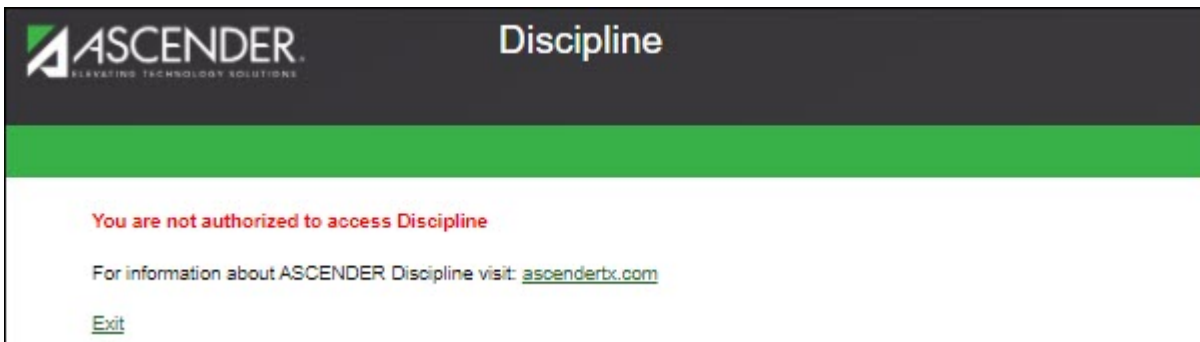 ASCENDER
ELEVATING TECHNOLOGY SOLUTIONS
Discipline
You are not authorized to access Discipline
For information about ASCENDER Discipline visit: ascendertx.com
Exit